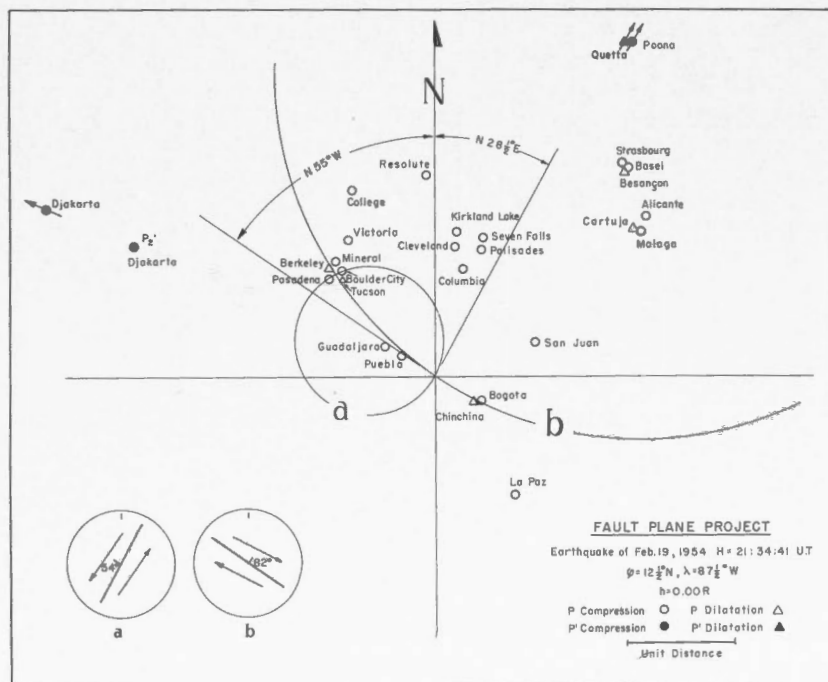 Quetta
Poona
N
N 55° W
N 28½° E
Resolute
Strasbourg
Basel
Besançon
College
Djakarta
Alicante
Kirkland Lake
Cartuja
Malaga
P₂'
Djakarta
Victoria
Cleveland
Seven Falls
Palisades
Mineral
Berkeley
Pasadena
Boulder City
Tucson
Columbia
Guadaljara
Puebla
San Juan
Bogota
Chinchina
a
b
La Paz
54°
82°
a
b
FAULT PLANE PROJECT
Earthquake of Feb.19, 1954 H = 21:34:41 U.T
φ=12½°N, λ=87½°W
h=0.00R
P Compression P Dilatation
P' Compression P' Dilatation
Unit Distance